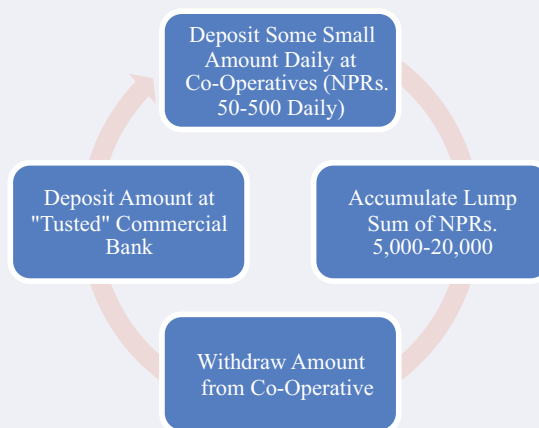 Deposit Some Small
Amount Daily at
Co-Operatives (NPRs.
50-500 Daily)
Accumulate Lump
Sum of NPRs.
5,000-20,000
Withdraw Amount
from Co-Operative
Deposit Amount at
"Tusted" Commercial
Bank